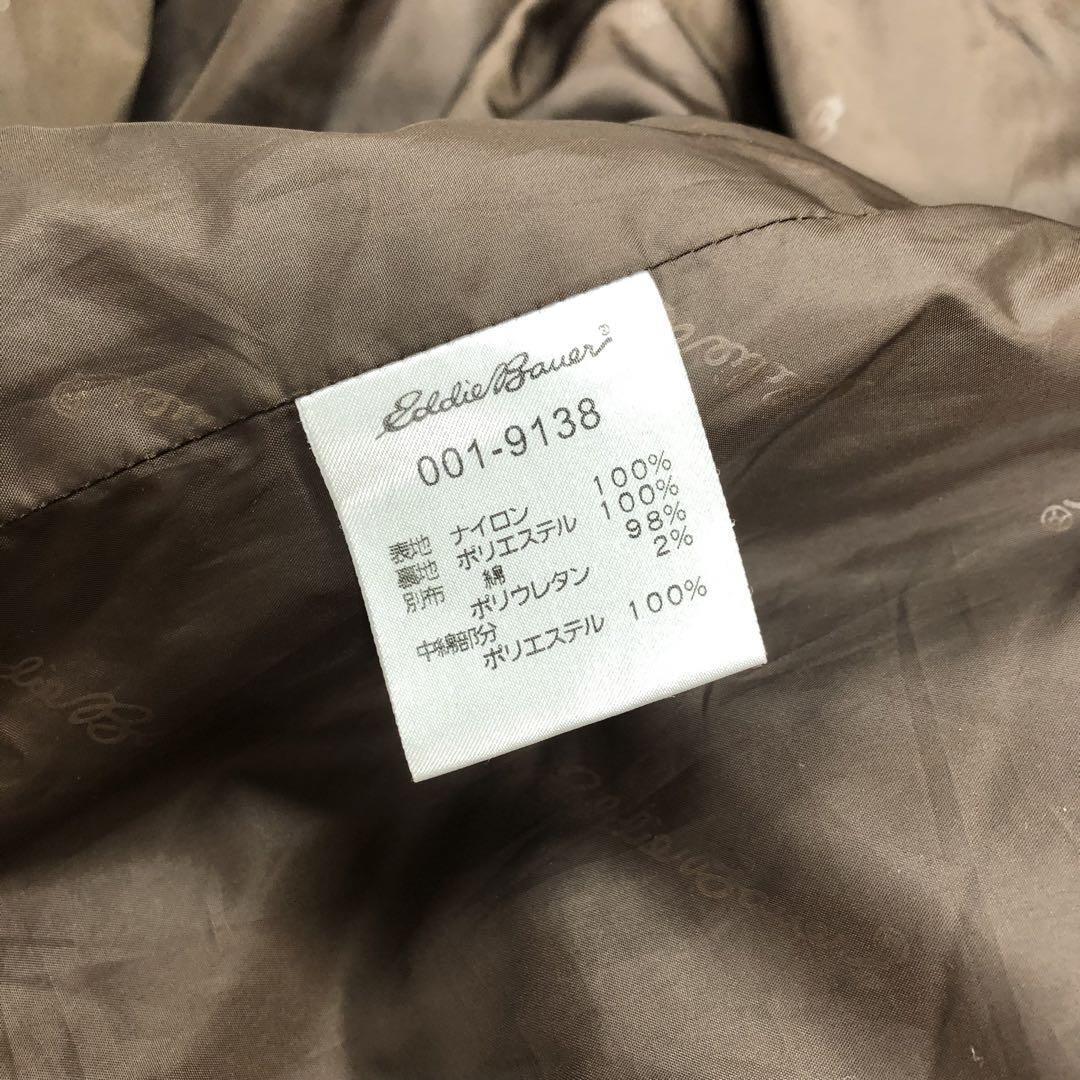 Eddie Bauer®
001-9138
表地 ナイロン 100%
裏地 ポリエステル 100%
別布 綿 98%
ポリウレタン 2%
中綿部分
ポリエステル 100%